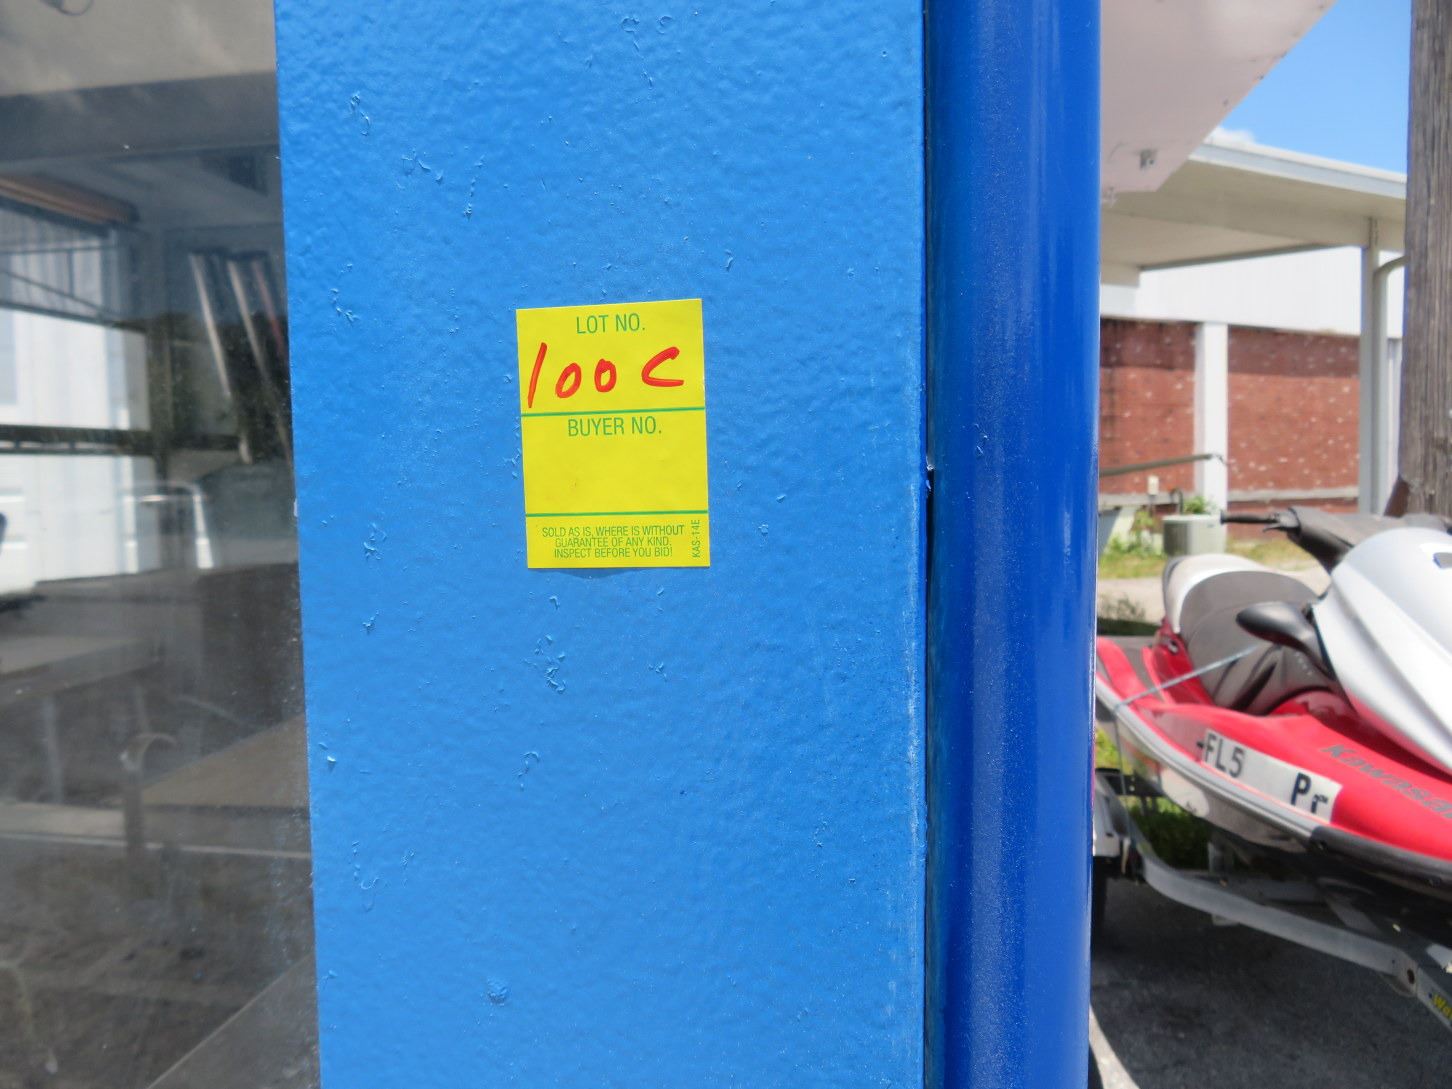 LOT NO.
100C
BUYER NO.
SOLD AS IS, WHERE IS WITHOUT
GUARANTEE OF ANY KIND.
INSPECT BEFORE YOU BID!
KAS-14E
FL5
Kawasa